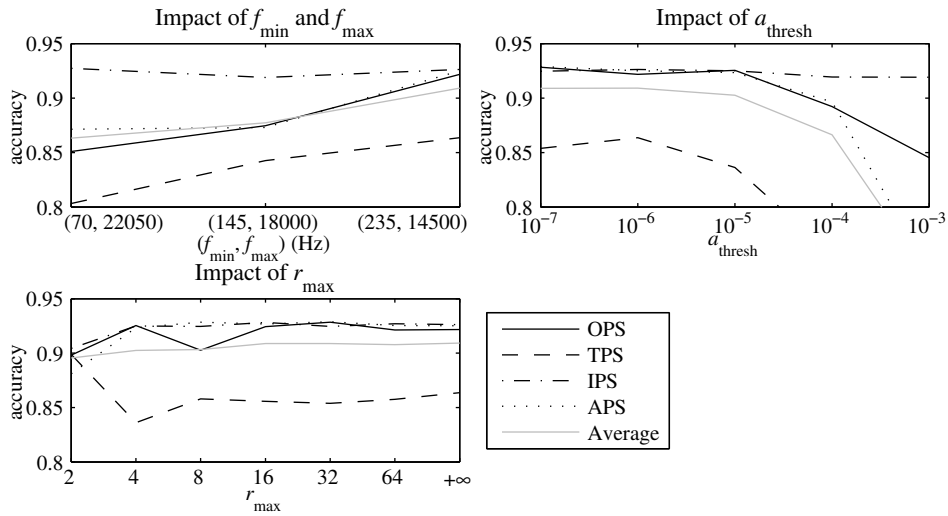 Impact of f_min and f_max
0.95
0.9
0.85
0.8
accuracy
(70, 22050) (145, 18000) (235, 14500)
(f_min, f_max) (Hz)
Impact of a_thresh
0.95
0.9
0.85
0.8
accuracy
10^-7 10^-6 10^-5 10^-4 10^-3
a_thresh
Impact of r_max
0.95
0.9
0.85
0.8
accuracy
2 4 8 16 32 64 +∞
r_max
OPS
TPS
IPS
APS
Average